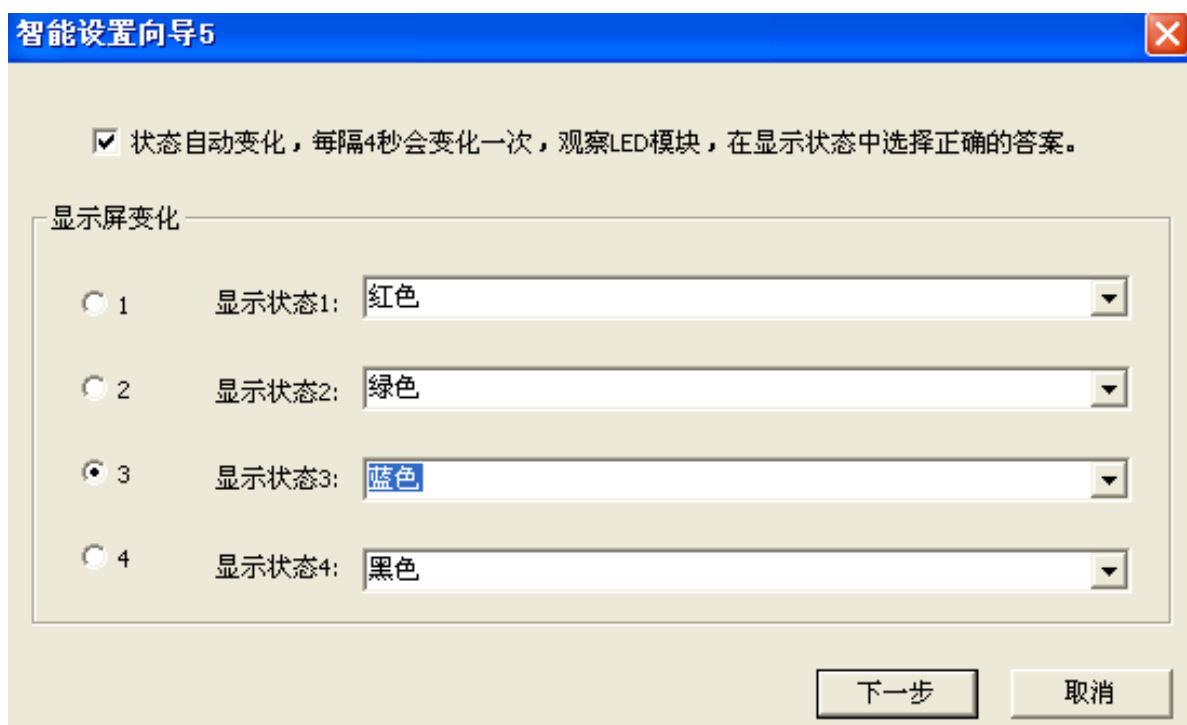 智能设置向导5
状态自动变化，每隔4秒会变化一次，观察LED模块，在显示状态中选择正确的答案。
显示屏变化
1 显示状态1: 红色
2 显示状态2: 绿色
3 显示状态3: 蓝色
4 显示状态4: 黑色
下一步 取消